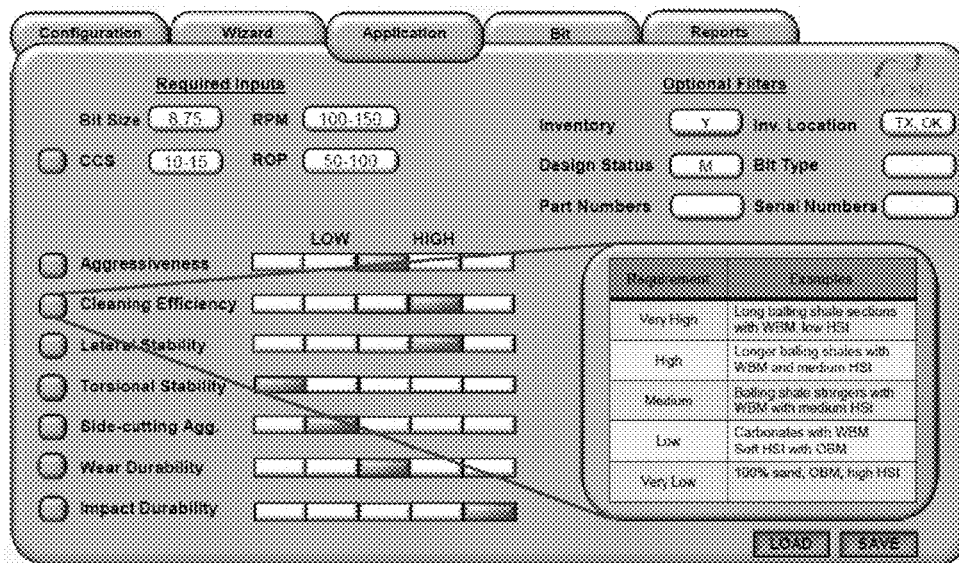 Configuration Wizard Application Bit Reports
Required Inputs
Optional Filters
Bit Size 8.75 RPM 100-150
Inventory Y Inv. Location TX, OK
CCS 10-15 ROP 50-100
Design Status M Bit Type
Part Numbers Serial Numbers
LOW HIGH
Aggressiveness
Cleaning Efficiency
Lateral Stability
Torsional Stability
Side-cutting Agg.
Wear Durability
Impact Durability
Requirement Examples
Very High Long balling shale sections
with WBM, low HSI
High Longer balling shales with
WBM and medium HSI
Medium Balling shale stringers with
WBM with medium HSI
Low Carbonates with WBM
Soft HSI with OBM
Very Low 100% sand, OBM, high HSI
LOAD SAVE